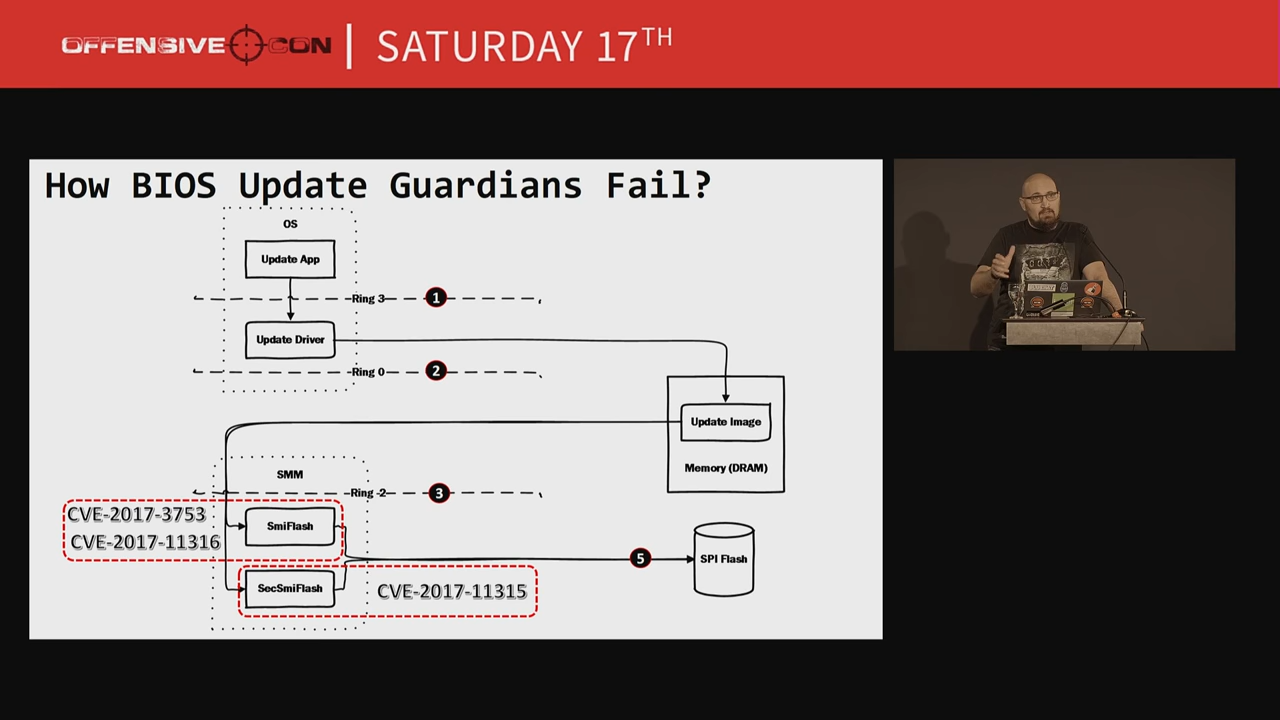 OFFENSIVE CON | SATURDAY 17TH
How BIOS Update Guardians Fail?
OS
Update App
Ring 3
1
Update Driver
Ring 0
2
Update Image
Memory (DRAM)
SMM
Ring -2
3
CVE-2017-3753
CVE-2017-11316
SmiFlash
5
SPI Flash
SecSmiFlash
CVE-2017-11315